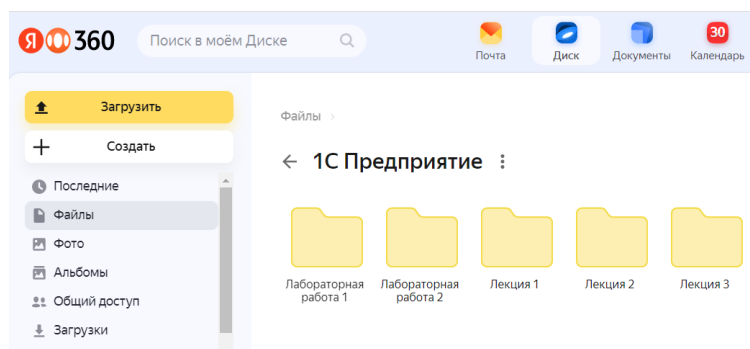 Я 360 Поиск в моём Диске
30
Почта Диск Документы Календарь
Загрузить
Создать
Последние
Файлы
Фото
Альбомы
Общий доступ
Загрузки
Файлы
1С Предприятие
Лабораторная работа 1
Лабораторная работа 2
Лекция 1
Лекция 2
Лекция 3